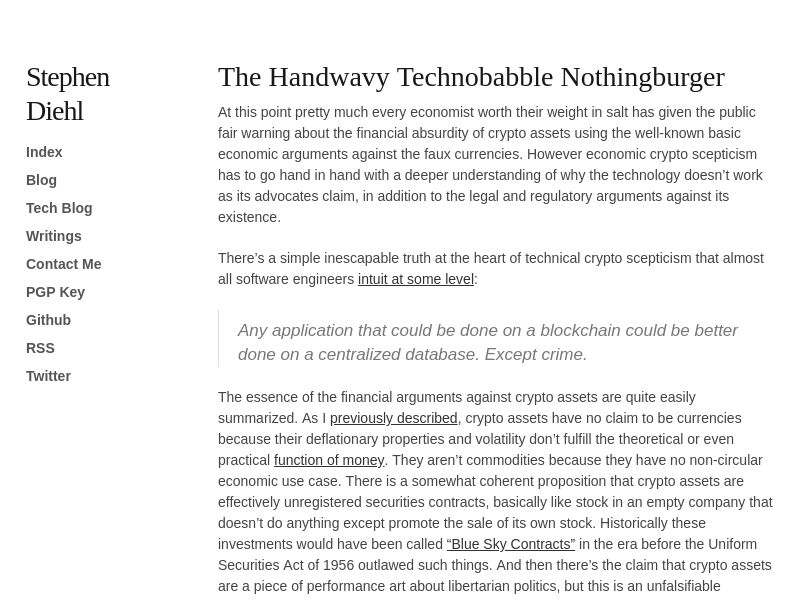 Stephen
Diehl
Index
Blog
Tech Blog
Writings
Contact Me
PGP Key
Github
RSS
Twitter
The Handwavy Technobabble Nothingburger
At this point pretty much every economist worth their weight in salt has given the public
fair warning about the financial absurdity of crypto assets using the well-known basic
economic arguments against the faux currencies. However economic crypto scepticism
has to go hand in hand with a deeper understanding of why the technology doesn’t work
as its advocates claim, in addition to the legal and regulatory arguments against its
existence.
There’s a simple inescapable truth at the heart of technical crypto scepticism that almost
all software engineers intuit at some level:
Any application that could be done on a blockchain could be better
done on a centralized database. Except crime.
The essence of the financial arguments against crypto assets are quite easily
summarized. As I previously described, crypto assets have no claim to be currencies
because their deflationary properties and volatility don’t fulfill the theoretical or even
practical function of money. They aren’t commodities because they have no non-circular
economic use case. There is a somewhat coherent proposition that crypto assets are
effectively unregistered securities contracts, basically like stock in an empty company that
doesn’t do anything except promote the sale of its own stock. Historically these
investments would have been called “Blue Sky Contracts” in the era before the Uniform
Securities Act of 1956 outlawed such things. And then there’s the claim that crypto assets
are a piece of performance art about libertarian politics, but this is an unfalsifiable